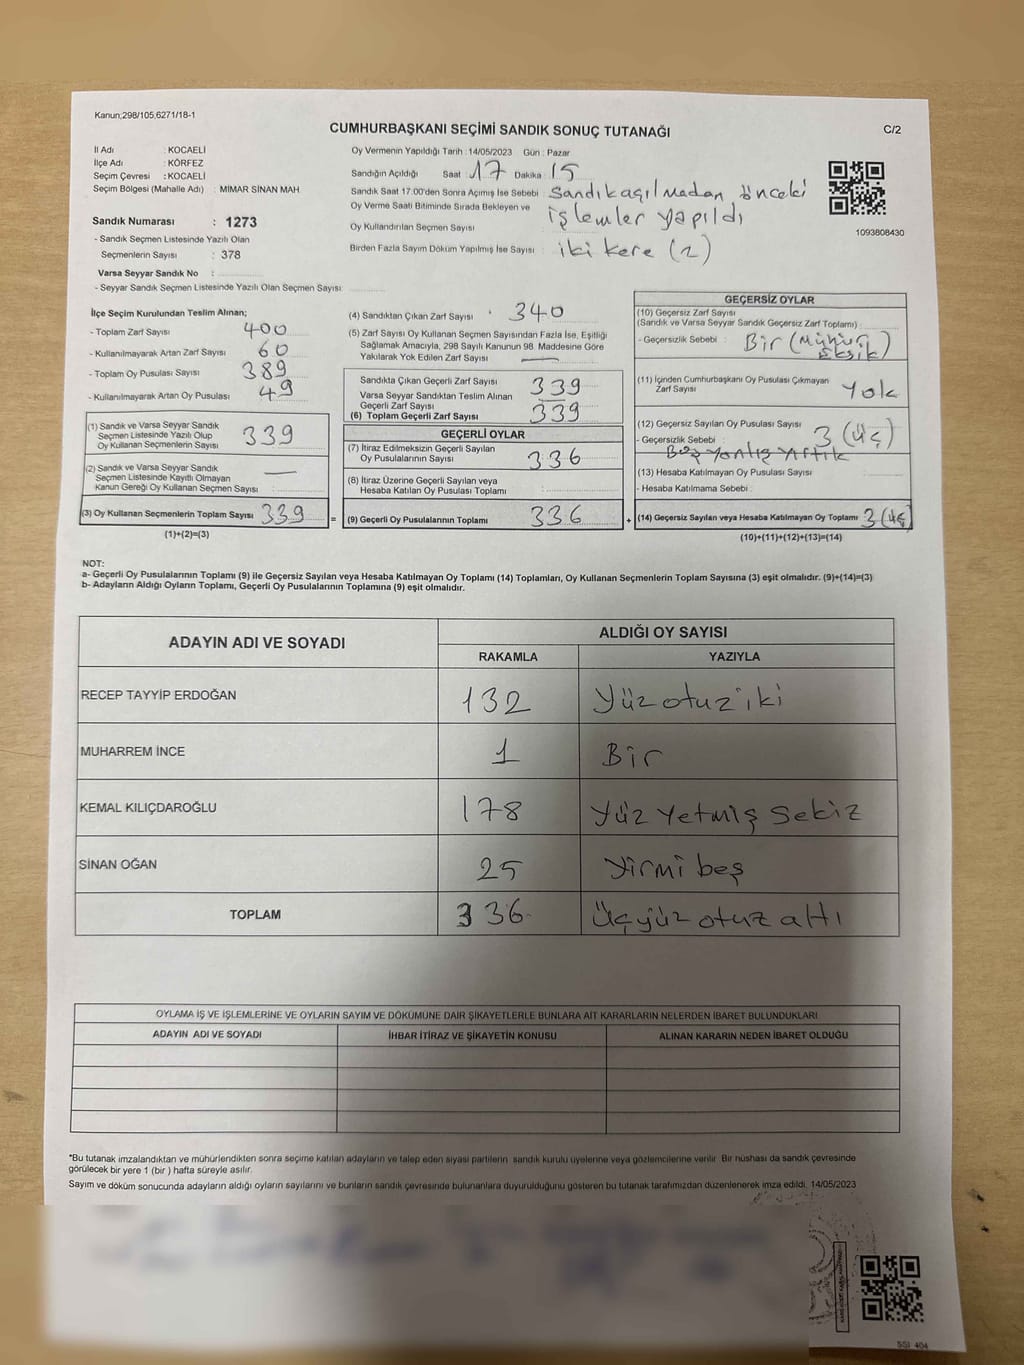 Kanun;298/105,6271/18-1
CUMHURBAŞKANI SEÇİMİ SANDIK SONUÇ TUTANAĞI
C/2
İl Adı : KOCAELİ
İlçe Adı : KÖRFEZ
Seçim Çevresi : KOCAELİ
Seçim Bölgesi (Mahalle Adı) : MİMAR SİNAN MAH
Sandık Numarası : 1273
- Sandık Seçmen Listesinde Yazılı Olan
Seçmenlerin Sayısı : 378
Varsa Seyyar Sandık No :
- Seyyar Sandık Seçmen Listesinde Yazılı Olan Seçmen Sayısı:
Oy Vermenin Yapıldığı Tarih : 14/05/2023 Gün : Pazar
Sandığın Açıldığı Saat : 17 Dakika : 15
Sandık Saat 17.00'den Sonra Açımış İse Sebebi : Sandık açılmadan önceki
Oy Verme Saati Bitiminde Sırada Bekleyen ve işlemler yapıldı
Oy Kullandırılan Seçmen Sayısı
Birden Fazla Sayım Döküm Yapılmış İse Sayısı : iki kere (2)
1093808430
İlçe Seçim Kurulundan Teslim Alınan;
- Toplam Zarf Sayısı 400
- Kullanılmayarak Artan Zarf Sayısı 60
- Toplam Oy Pusulası Sayısı 389
- Kullanılmayarak Artan Oy Pusulası 49
(1) Sandık ve Varsa Seyyar Sandık
Seçmen Listesinde Yazılı Olup
Oy Kullanan Seçmenlerin Sayısı 339
(2) Sandık ve Varsa Seyyar Sandık
Seçmen Listesinde Kayıtlı Olmayan
Kanun Gereği Oy Kullanan Seçmen Sayısı : —
(3) Oy Kullanan Seçmenlerin Toplam Sayısı 339
(1)+(2)=(3)
(4) Sandıktan Çıkan Zarf Sayısı : 340
(5) Zarf Sayısı Oy Kullanan Seçmen Sayısından Fazla İse, Eşitliği
Sağlamak Amacıyla, 298 Sayılı Kanunun 98. Maddesine Göre
Yakılarak Yok Edilen Zarf Sayısı —
Sandıkta Çıkan Geçerli Zarf Sayısı 339
Varsa Seyyar Sandıktan Teslim Alınan
Geçerli Zarf Sayısı —
(6) Toplam Geçerli Zarf Sayısı 339
GEÇERLİ OYLAR
(7) İtiraz Edilmeksizin Geçerli Sayılan
Oy Pusulalarının Sayısı 336
(8) İtiraz Üzerine Geçerli Sayılan veya
Hesaba Katılan Oy Pusulası Toplamı :
= (9) Geçerli Oy Pusulalarının Toplamı 336
GEÇERSİZ OYLAR
(10) Geçersiz Zarf Sayısı
(Sandık ve Varsa Seyyar Sandık Geçersiz Zarf Toplamı) :
- Geçersizlik Sebebi : Bir (Mühür
Eksik)
(11) İçinden Cumhurbaşkanı Oy Pusulası Çıkmayan
Zarf Sayısı Yok
(12) Geçersiz Sayılan Oy Pusulası Sayısı 3 (Üç)
- Geçersizlik Sebebi : Boş yanlış yırtık
(13) Hesaba Katılmayan Oy Pusulası Sayısı :
- Hesaba Katılmama Sebebi :
+ (14) Geçersiz Sayılan veya Hesaba Katılmayan Oy Toplamı 3 (üç
(10)+(11)+(12)+(13)=(14)
NOT:
a- Geçerli Oy Pusulalarının Toplamı (9) ile Geçersiz Sayılan veya Hesaba Katılmayan Oy Toplamı (14) Toplamları, Oy Kullanan Seçmenlerin Toplam Sayısına (3) eşit olmalıdır. (9)+(14)=(3)
b- Adayların Aldığı Oyların Toplamı, Geçerli Oy Pusulalarının Toplamına (9) eşit olmalıdır.
ADAYIN ADI VE SOYADI
ALDIĞI OY SAYISI
RAKAMLA YAZIYLA
RECEP TAYYİP ERDOĞAN 132 Yüz otuz iki
MUHARREM İNCE 1 Bir
KEMAL KILIÇDAROĞLU 178 yüz yetmiş sekiz
SİNAN OĞAN 25 yirmi beş
TOPLAM 336 Üçyüz otuz altı
OYLAMA İŞ VE İŞLEMLERİNE VE OYLARIN SAYIM VE DÖKÜMÜNE DAİR ŞİKAYETLERLE BUNLARA AİT KARARLARIN NELERDEN İBARET BULUNDUKLARI
ADAYIN ADI VE SOYADI İHBAR İTİRAZ VE ŞİKAYETİN KONUSU ALINAN KARARIN NEDEN İBARET OLDUĞU
*Bu tutanak imzalandıktan ve mühürlendikten sonra seçime katılan adayların ve talep eden siyasi partilerin sandık kurulu üyelerine veya gözlemcilerine verilir. Bir nüshası da sandık çevresinde
görülecek bir yere 1 (bir) hafta süreyle asılır.
Sayım ve döküm sonucunda adayların aldığı oyların sayılarını ve bunların sandık çevresinde bulunanlara duyurulduğunu gösteren bu tutanak tarafımızdan düzenlenerek imza edildi. 14/05/2023
SSI 404